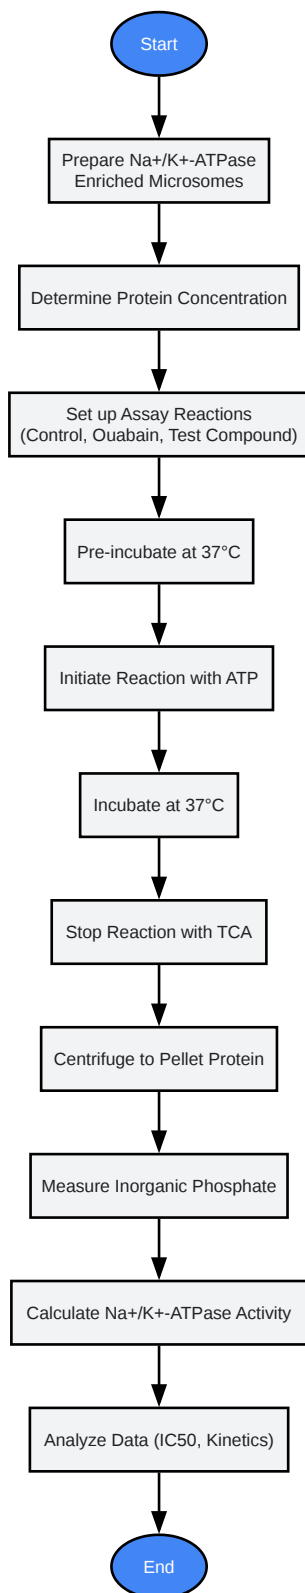 Start
Prepare Na+/K+-ATPase
Enriched Microsomes
Determine Protein Concentration
Set up Assay Reactions
(Control, Ouabain, Test Compound)
Pre-incubate at 37°C
Initiate Reaction with ATP
Incubate at 37°C
Stop Reaction with TCA
Centrifuge to Pellet Protein
Measure Inorganic Phosphate
Calculate Na+/K+-ATPase Activity
Analyze Data (IC50, Kinetics)
End